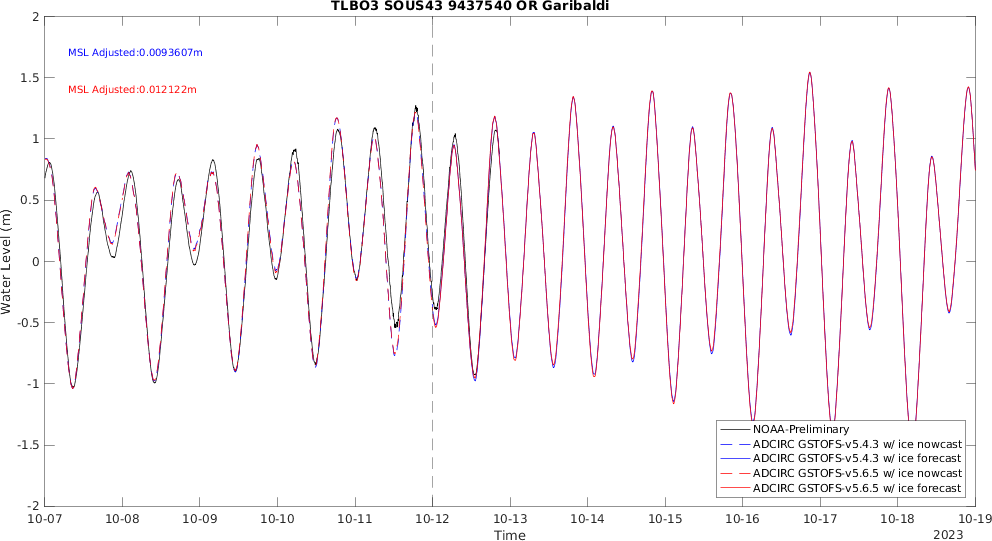 TLBO3 SOUS43 9437540 OR Garibaldi
MSL Adjusted:0.0093607m
MSL Adjusted:0.012122m
Water Level (m)
2
1.5
1
0.5
0
-0.5
-1
-1.5
-2
NOAA-Preliminary
ADCIRC GSTOFS-v5.4.3 w/ ice nowcast
ADCIRC GSTOFS-v5.4.3 w/ ice forecast
ADCIRC GSTOFS-v5.6.5 w/ ice nowcast
ADCIRC GSTOFS-v5.6.5 w/ ice forecast
10-07 10-08 10-09 10-10 10-11 10-12 10-13 10-14 10-15 10-16 10-17 10-18 10-19
Time
2023